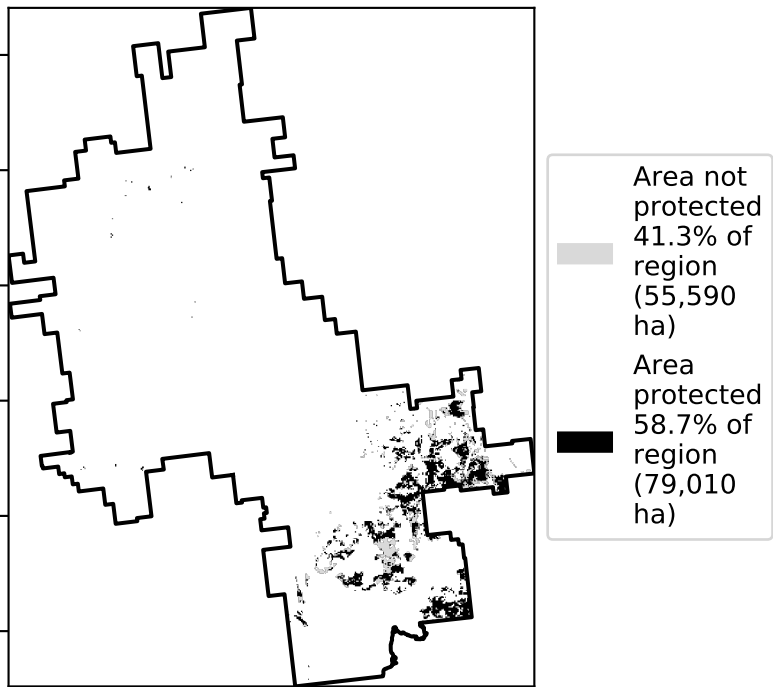 Area not
protected
41.3% of
region
(55,590
ha)
Area
protected
58.7% of
region
(79,010
ha)